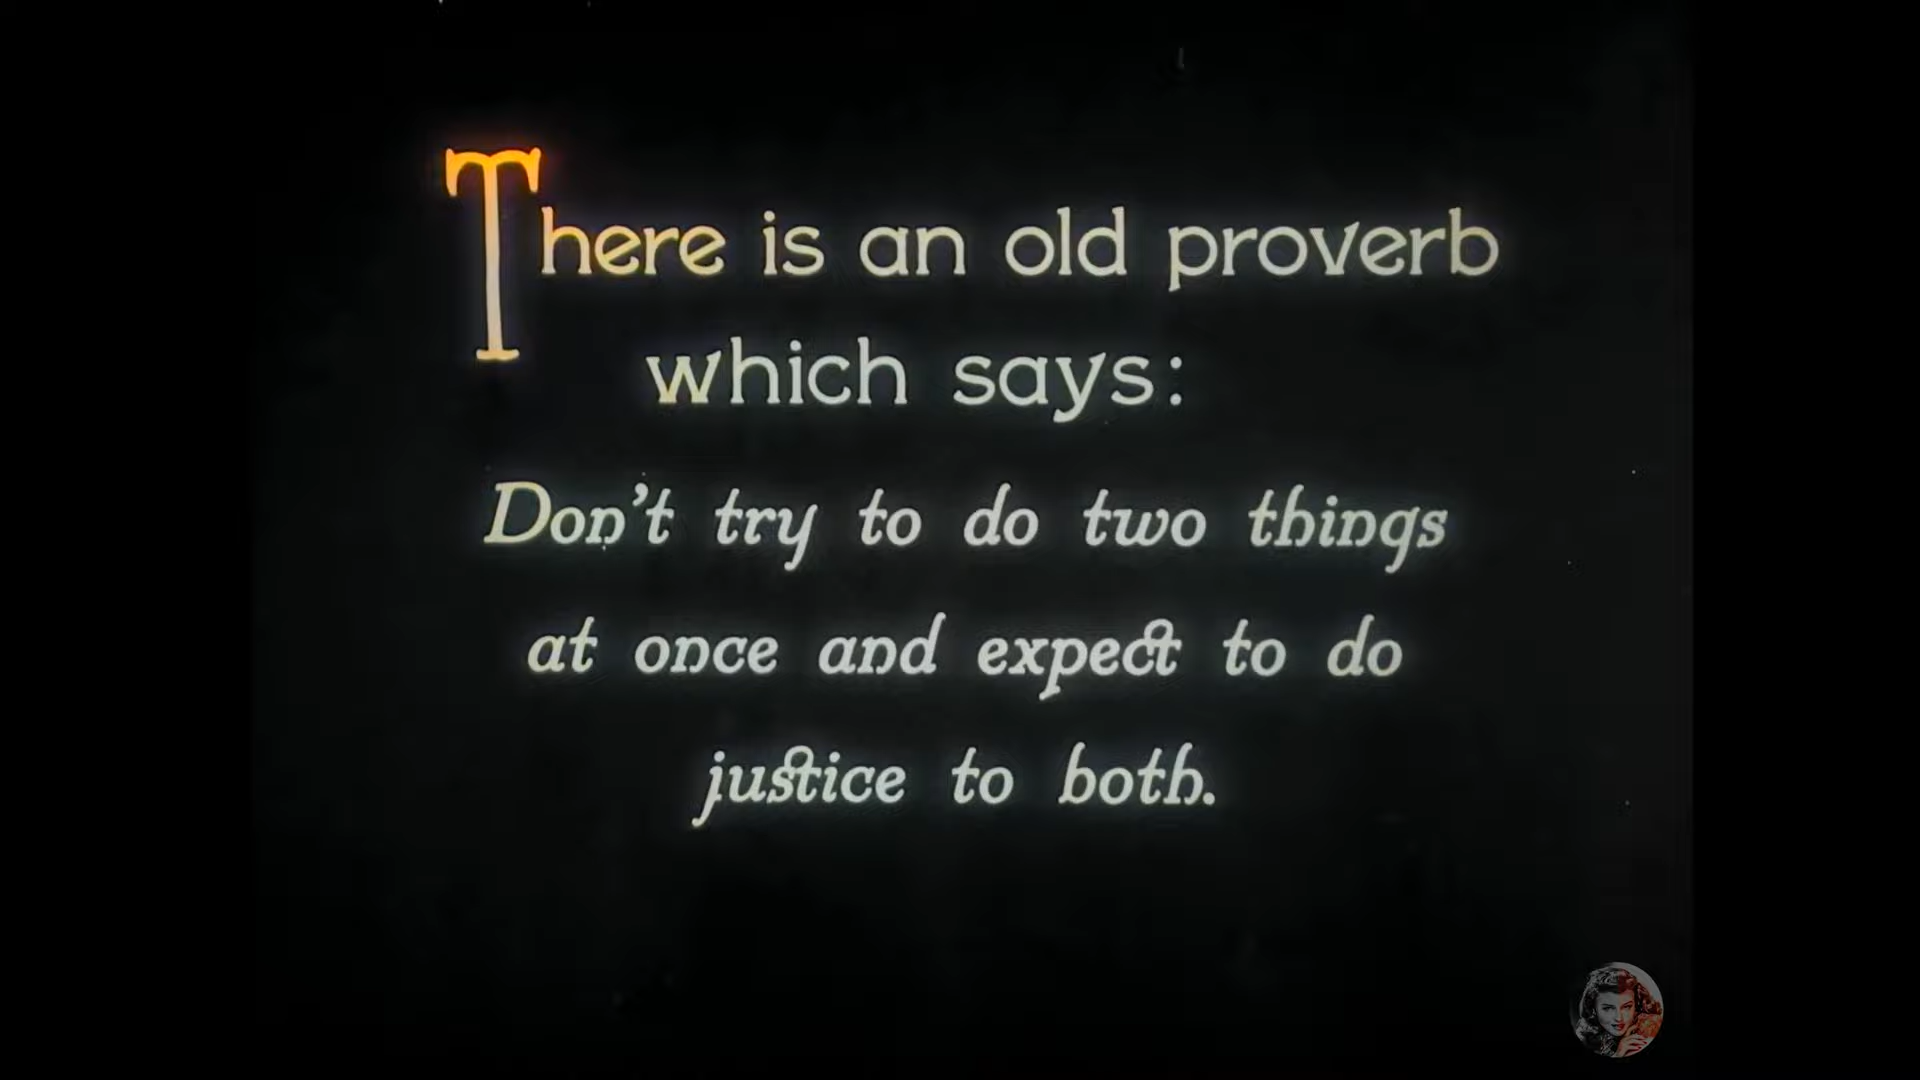 There is an old proverb
which says:
Don't try to do two things
at once and expect to do
justice to both.